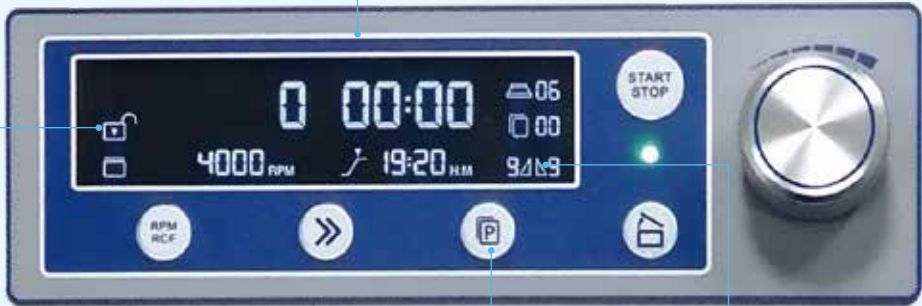 0 00:00 06
00
4000 RPM 19:20 H:M 9 9
START
STOP
RPM
RCF
P